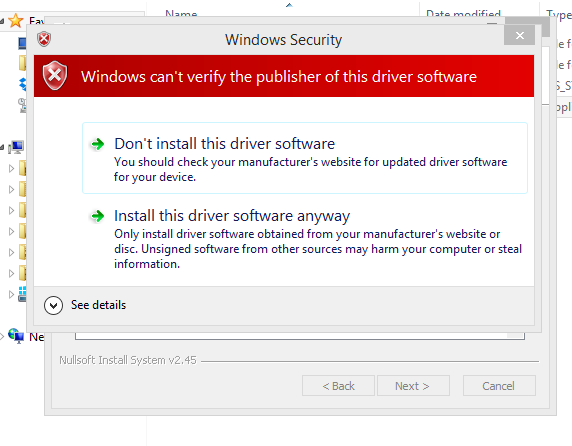 Name
Date modified
Type
Fav
Windows Security
Windows can't verify the publisher of this driver software
Don't install this driver software
You should check your manufacturer's website for updated driver software
for your device.
Install this driver software anyway
Only install driver software obtained from your manufacturer's website or
disc. Unsigned software from other sources may harm your computer or steal
information.
See details
Ne
Nullsoft Install System v2.45
< Back
Next >
Cancel